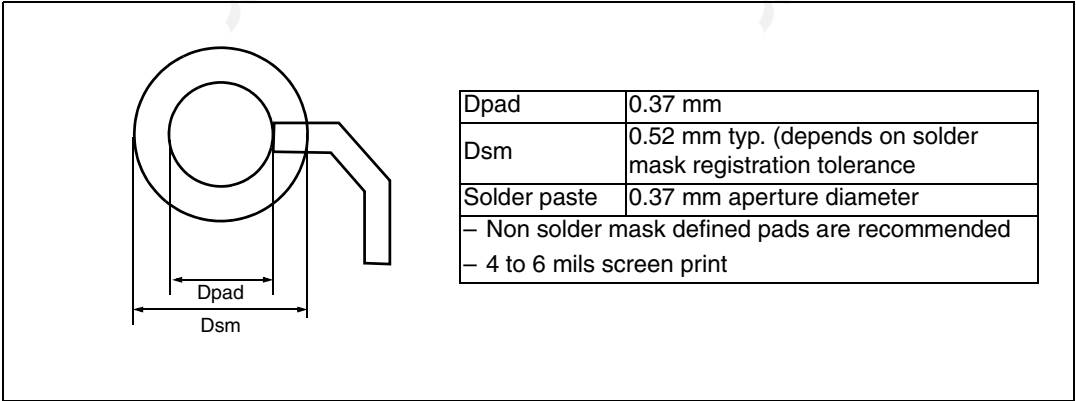 Dpad
Dsm
Dpad 0.37 mm
Dsm 0.52 mm typ. (depends on solder
mask registration tolerance
Solder paste 0.37 mm aperture diameter
– Non solder mask defined pads are recommended
– 4 to 6 mils screen print